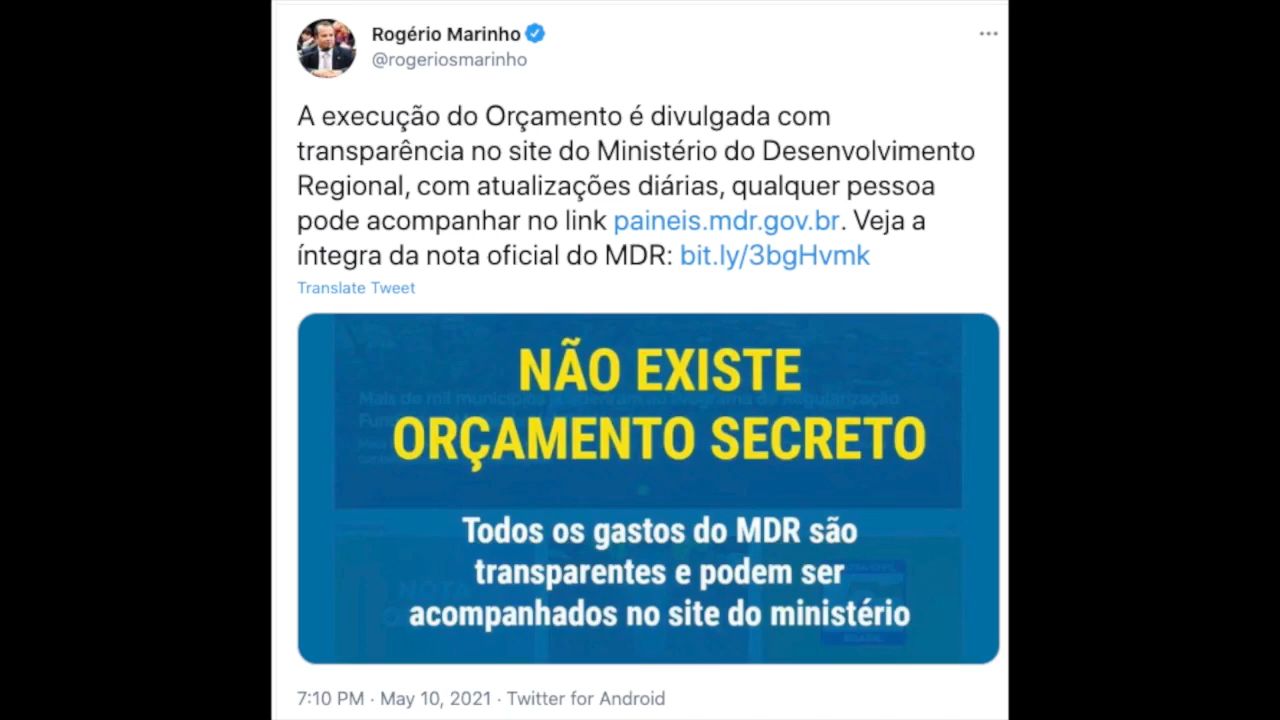 Rogério Marinho
@rogeriosmarinho
A execução do Orçamento é divulgada com
transparência no site do Ministério do Desenvolvimento
Regional, com atualizações diárias, qualquer pessoa
pode acompanhar no link paineis.mdr.gov.br. Veja a
íntegra da nota oficial do MDR: bit.ly/3bgHvmk
Translate Tweet
NÃO EXISTE
ORÇAMENTO SECRETO
Todos os gastos do MDR são
transparentes e podem ser
acompanhados no site do ministério
7:10 PM · May 10, 2021 · Twitter for Android